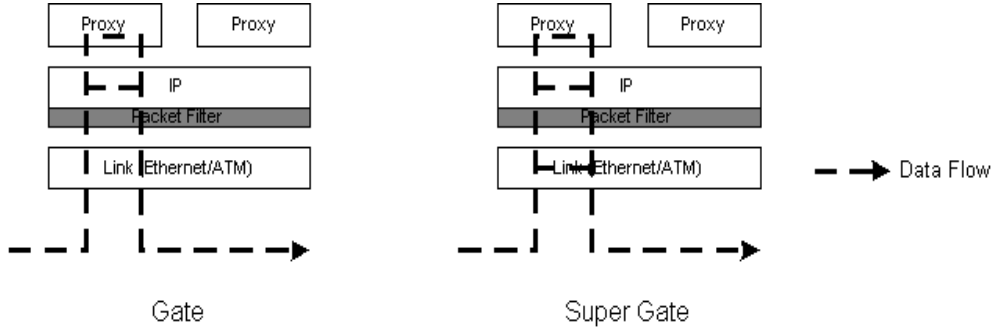 Proxy Proxy Proxy Proxy
IP IP
Packet Filter Packet Filter
Link (Ethernet/ATM) Link (Ethernet/ATM)
Data Flow
Gate Super Gate